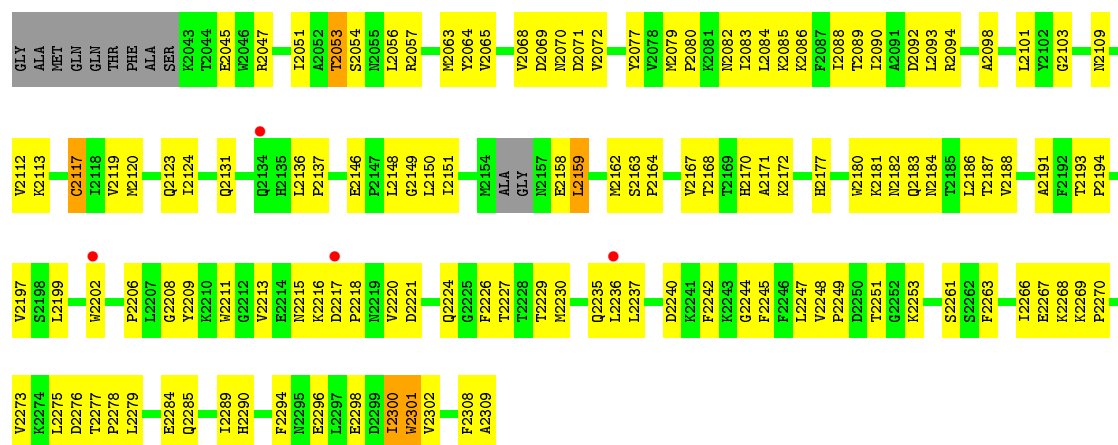 GLY ALA MET GLN GLN THR PHE ALA SER K2043 T2044 E2045 W2046 R2047 I2051 A2052 T2053 S2054 N2055 L2056 R2057 M2063 Y2064 V2065 V2068 D2069 N2070 D2071 V2072 Y2077 V2078 M2079 P2080 K2081 N2082 I2083 L2084 K2085 K2086 F2087 I2088 T2089 I2090 A2091 D2092 L2093 R2094 A2098 L2101 Y2102 G2103 N2109
V2112 K2113 C2117 I2118 V2119 M2120 Q2123 I2124 Q2131 Q2134 H2135 L2136 P2137 E2146 P2147 L2148 G2149 L2150 I2151 M2154 ALA GLY N2157 E2158 L2159 M2162 S2163 P2164 V2167 T2168 T2169 H2170 A2171 K2172 H2177 W2180 K2181 N2182 Q2183 N2184 T2185 L2186 T2187 V2188 A2191 F2192 T2193 P2194
V2197 S2198 L2199 W2202 P2206 L2207 G2208 Y2209 K2210 W2211 G2212 V2213 E2214 N2215 K2216 T2217 P2218 N2219 V2220 D2221 Q2224 G2225 F2226 T2227 T2228 T2229 M2230 Q2235 L2236 L2237 D2240 K2241 F2242 K2243 G2244 F2245 F2246 L2247 V2248 P2249 D2250 T2251 G2252 K2253 S2261 S2262 F2263 I2266 E2267 K2268 K2269 P2270
V2273 K2274 L2275 D2276 T2277 P2278 L2279 E2284 Q2285 I2289 H2290 F2294 N2295 E2296 L2297 E2298 D2299 I2300 W2301 V2302 F2308 A2309